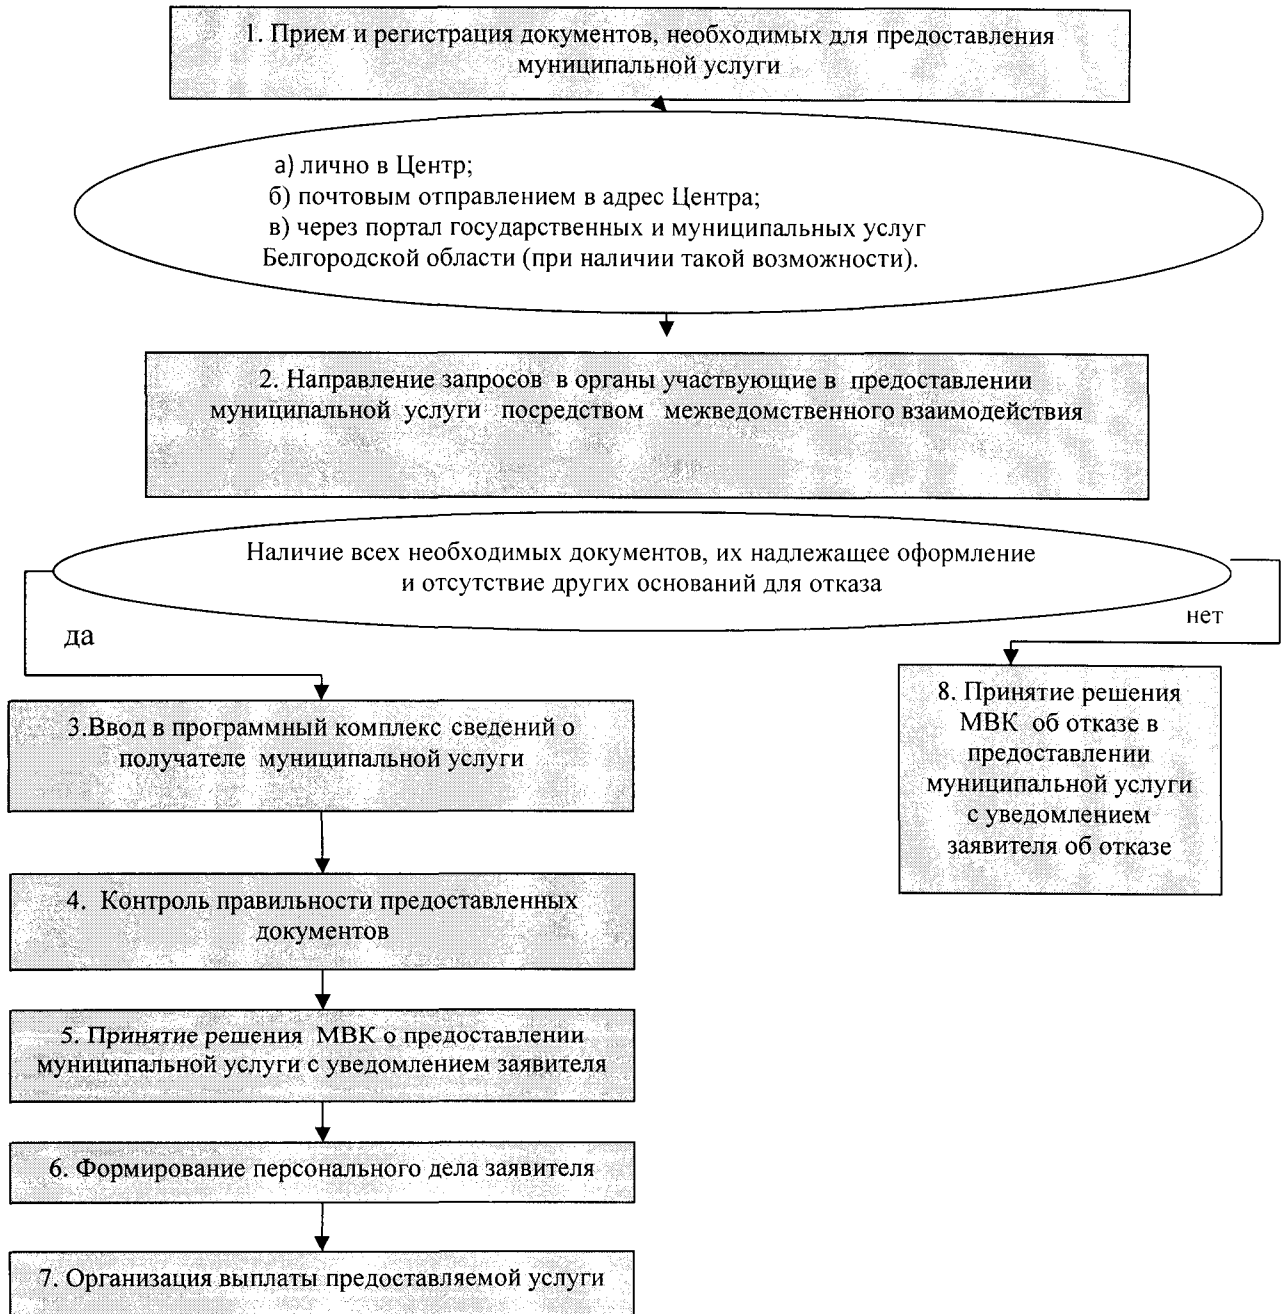 1. Прием и регистрация документов, необходимых для предоставления
муниципальной услуги
а) лично в Центр;
б) почтовым отправлением в адрес Центра;
в) через портал государственных и муниципальных услуг
Белгородской области (при наличии такой возможности).
2. Направление запросов в органы участвующие в предоставлении
муниципальной услуги посредством межведомственного взаимодействия
Наличие всех необходимых документов, их надлежащее оформление
и отсутствие других оснований для отказа
да
нет
3.Ввод в программный комплекс сведений о
получателе муниципальной услуги
4. Контроль правильности предоставленных
документов
5. Принятие решения МВК о предоставлении
муниципальной услуги с уведомлением заявителя
6. Формирование персонального дела заявителя
7. Организация выплаты предоставляемой услуги
8. Принятие решения
МВК об отказе в
предоставлении
муниципальной услуги
с уведомлением
заявителя об отказе